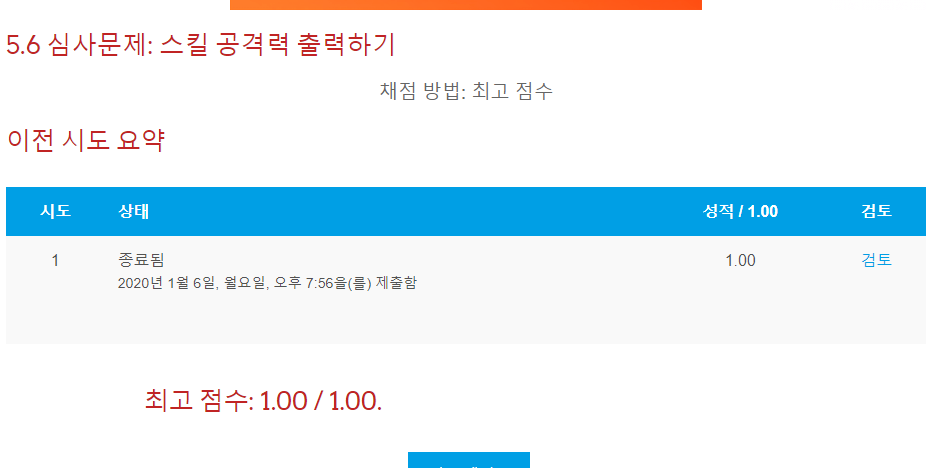 5.6 심사문제: 스킬 공격력 출력하기
채점 방법: 최고 점수
이전 시도 요약
시도 상태 성적 / 1.00 검토
1 종료됨 1.00 검토
2020년 1월 6일, 월요일, 오후 7:56을(를) 제출함
최고 점수: 1.00 / 1.00.